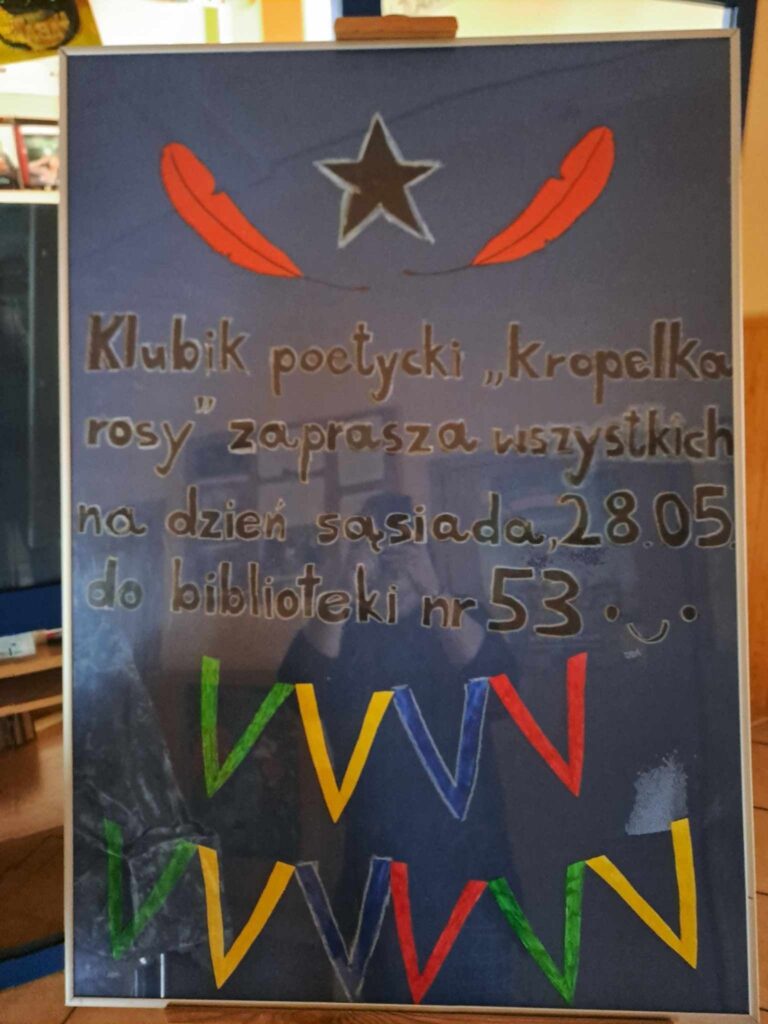 Klubik poetycki „kropelka
rosy" zaprasza wszystkich
na dzień sąsiada, 28.05.
do biblioteki nr 53